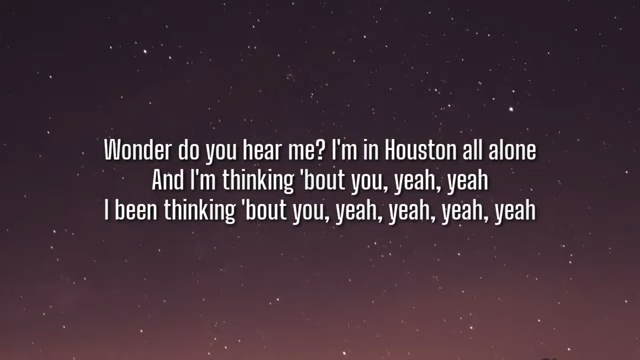 Wonder do you hear me? I'm in Houston all alone
And I'm thinking 'bout you, yeah, yeah
I been thinking 'bout you, yeah, yeah, yeah, yeah